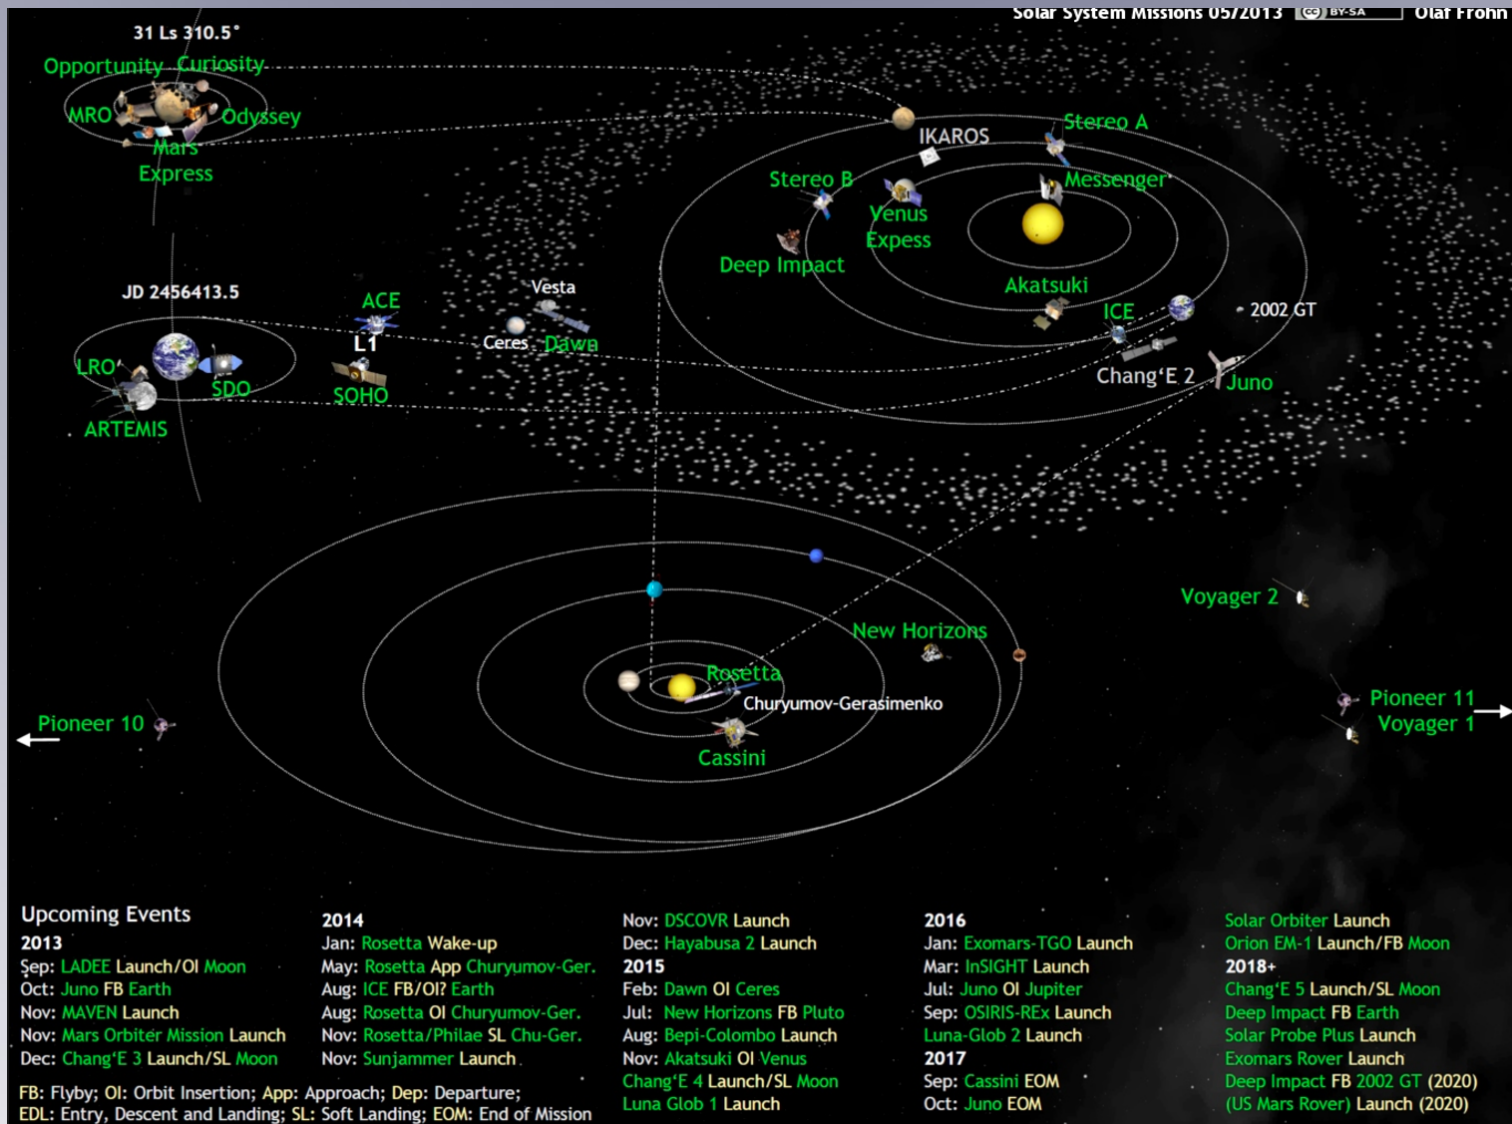 Solar System Missions 05/2013 (cc) BY-SA Olaf Frohn
31 Ls 310.5°
Opportunity Curiosity
MRO
Odyssey
Mars
Express
IKAROS
Stereo A
Stereo B
Messenger
Venus
Expess
Deep Impact
Akatsuki
ICE
2002 GT
Chang‘E 2
Juno
JD 2456413.5
ACE
L1
LRO
SDO
SOHO
ARTEMIS
Vesta
Ceres
Dawn
New Horizons
Rosetta
Churyumov-Gerasimenko
Cassini
Voyager 2
Pioneer 10
Pioneer 11
Voyager 1
Upcoming Events
2013
Sep: LADEE Launch/OI Moon
Oct: Juno FB Earth
Nov: MAVEN Launch
Nov: Mars Orbiter Mission Launch
Dec: Chang‘E 3 Launch/SL Moon
2014
Jan: Rosetta Wake-up
May: Rosetta App Churyumov-Ger.
Aug: ICE FB/OI? Earth
Aug: Rosetta OI Churyumov-Ger.
Nov: Rosetta/Philae SL Chu-Ger.
Nov: Sunjammer Launch
Nov: DSCOVR Launch
Dec: Hayabusa 2 Launch
2015
Feb: Dawn OI Ceres
Jul: New Horizons FB Pluto
Aug: Bepi-Colombo Launch
Nov: Akatsuki OI Venus
Chang‘E 4 Launch/SL Moon
Luna Glob 1 Launch
2016
Jan: Exomars-TGO Launch
Mar: InSIGHT Launch
Jul: Juno OI Jupiter
Sep: OSIRIS-REx Launch
Luna-Glob 2 Launch
2017
Sep: Cassini EOM
Oct: Juno EOM
Solar Orbiter Launch
Orion EM-1 Launch/FB Moon
2018+
Chang‘E 5 Launch/SL Moon
Deep Impact FB Earth
Solar Probe Plus Launch
Exomars Rover Launch
Deep Impact FB 2002 GT (2020)
(US Mars Rover) Launch (2020)
FB: Flyby; OI: Orbit Insertion; App: Approach; Dep: Departure;
EDL: Entry, Descent and Landing; SL: Soft Landing; EOM: End of Mission